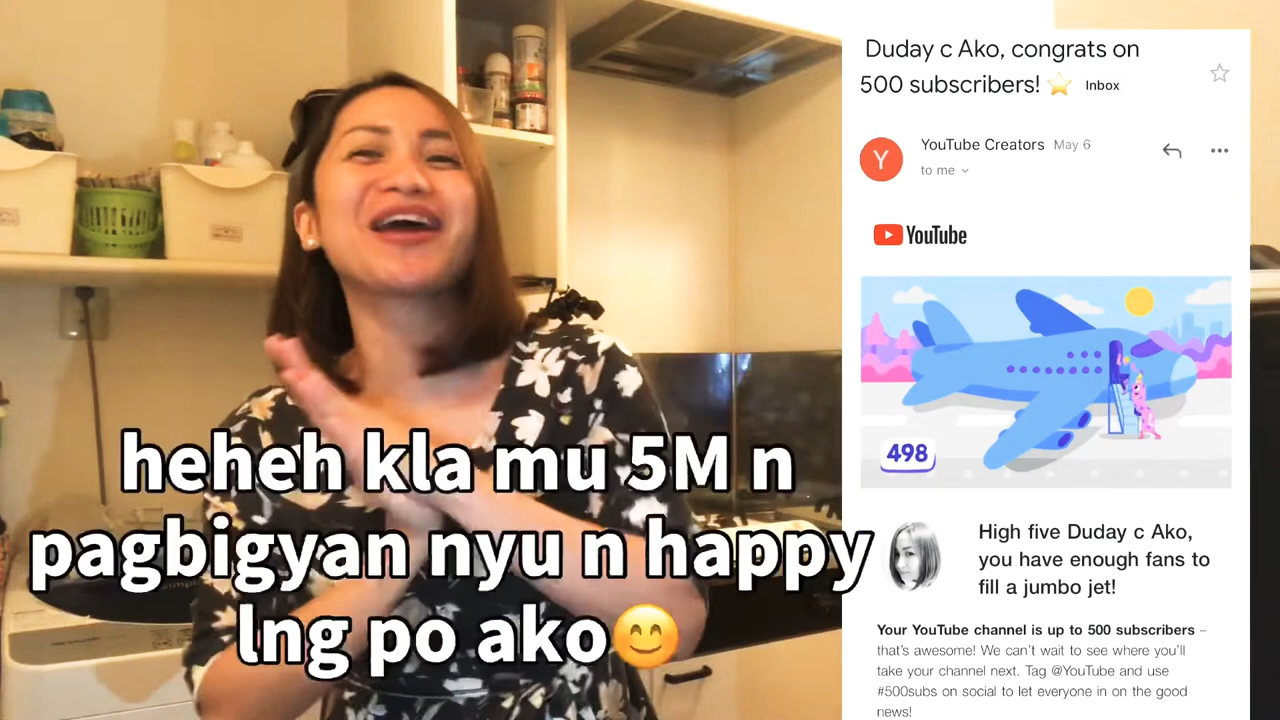 heheh kla mu 5M n
pagbigyan nyu n happy
lng po ako😊
Duday c Ako, congrats on
500 subscribers! ⭐ Inbox
Y
YouTube Creators May 6
to me
YouTube
498
High five Duday c Ako,
you have enough fans to
fill a jumbo jet!
Your YouTube channel is up to 500 subscribers –
that's awesome! We can't wait to see where you'll
take your channel next. Tag @YouTube and use
#500subs on social to let everyone in on the good
news!